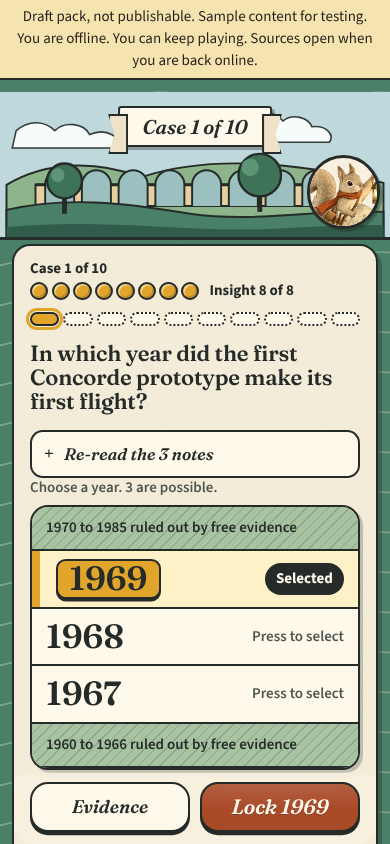 Draft pack, not publishable. Sample content for testing.
You are offline. You can keep playing. Sources open when
you are back online.
Case 1 of 10
Case 1 of 10
Insight 8 of 8
In which year did the first
Concorde prototype make its
first flight?
+ Re-read the 3 notes
Choose a year. 3 are possible.
1970 to 1985 ruled out by free evidence
1969 Selected
1968 Press to select
1967 Press to select
1960 to 1966 ruled out by free evidence
Evidence Lock 1969